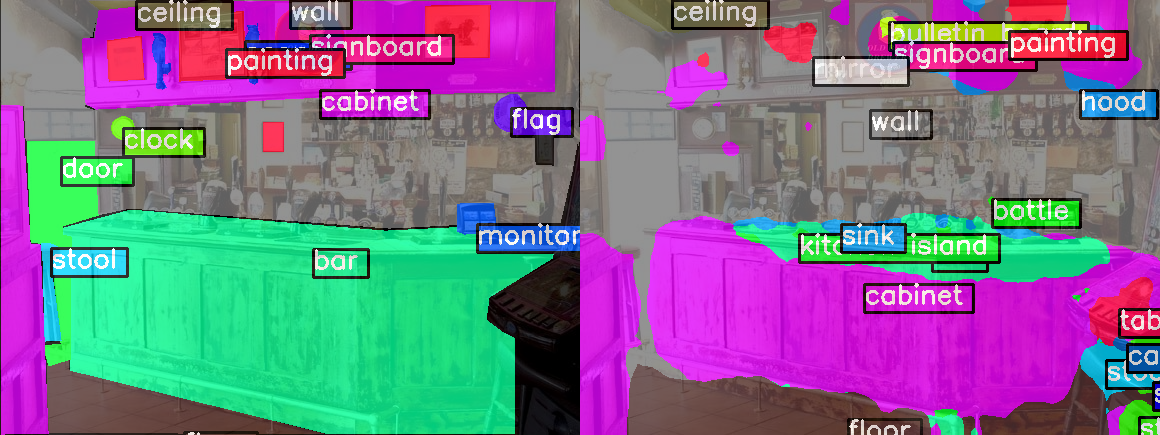 ceiling
wall
signboard
painting
cabinet
flag
clock
door
stool
bar
monitor
ceiling
bulletin b
signboard
painting
mirror
hood
wall
bottle
sink
island
cabinet
floor